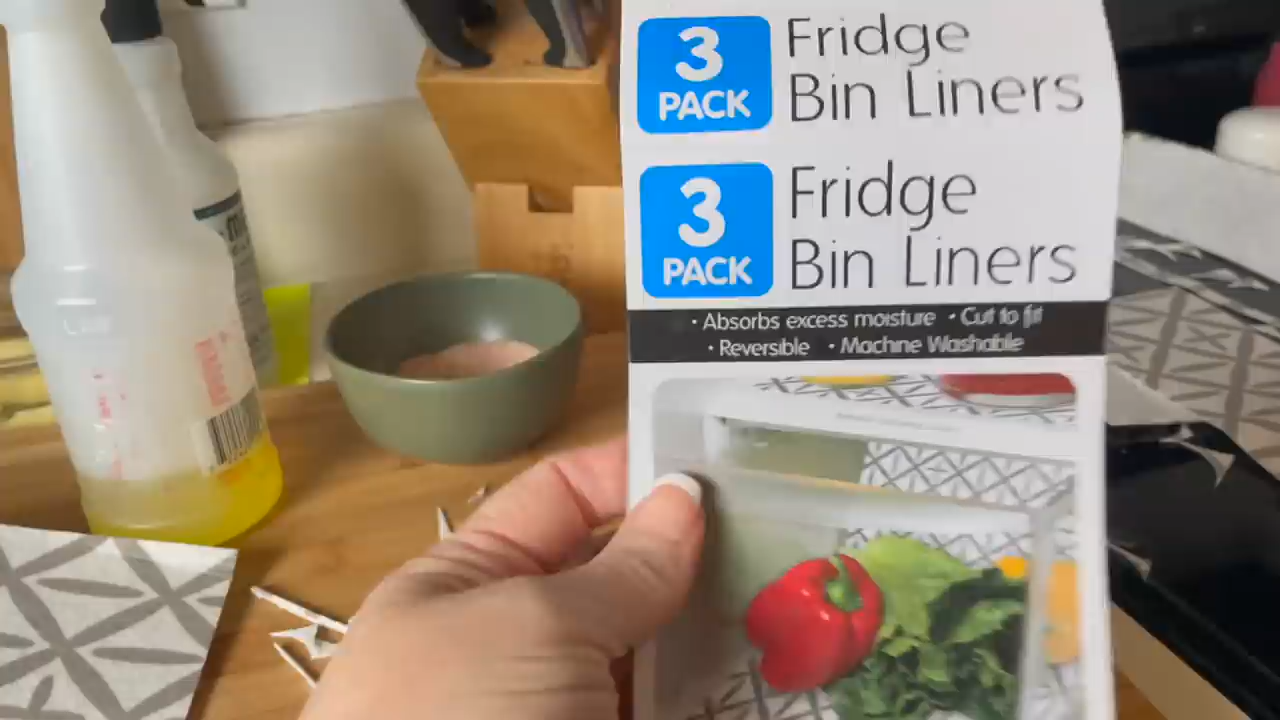 3
PACK
Fridge
Bin Liners
3
PACK
Fridge
Bin Liners
• Absorbs excess moisture • Cut to fit
• Reversible • Machine Washable